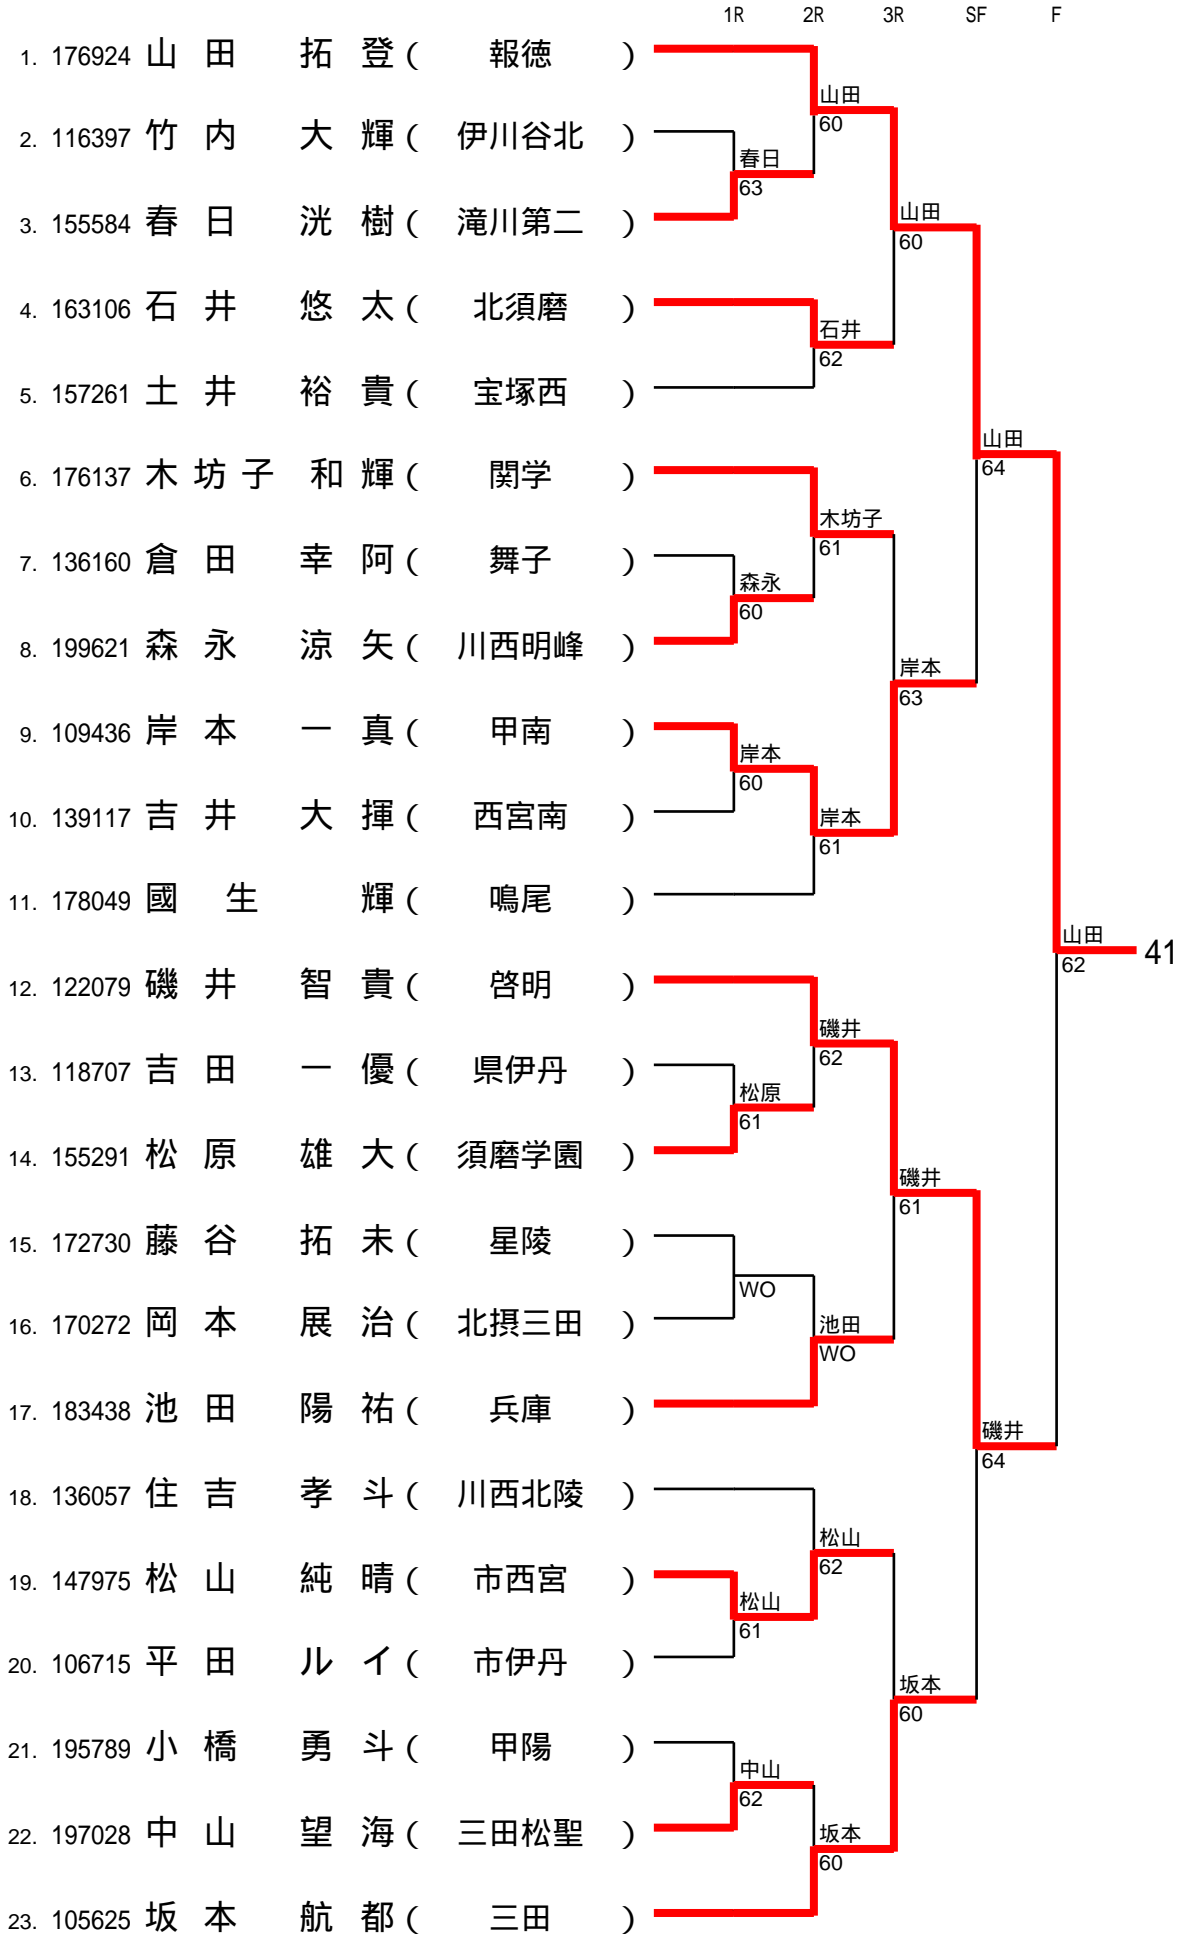 1R 2R 3R SF F
1. 176924 山田 拓登 ( 報徳 )
山田
60
2. 116397 竹内 大輝 ( 伊川谷北 )
春日
63
3. 155584 春日 洸樹 ( 滝川第二 )
山田
60
4. 163106 石井 悠太 ( 北須磨 )
石井
62
5. 157261 土井 裕貴 ( 宝塚西 )
山田
64
6. 176137 木坊子 和輝 ( 関学 )
木坊子
61
7. 136160 倉田 幸阿 ( 舞子 )
森永
60
8. 199621 森永 涼矢 ( 川西明峰 )
岸本
63
9. 109436 岸本 一真 ( 甲南 )
岸本
60
10. 139117 吉井 大揮 ( 西宮南 )
岸本
61
11. 178049 國生 輝 ( 鳴尾 )
山田
62
41
12. 122079 磯井 智貴 ( 啓明 )
磯井
62
13. 118707 吉田 一優 ( 県伊丹 )
松原
61
14. 155291 松原 雄大 ( 須磨学園 )
磯井
61
15. 172730 藤谷 拓未 ( 星陵 )
WO
16. 170272 岡本 展治 ( 北摂三田 )
池田
WO
17. 183438 池田 陽祐 ( 兵庫 )
磯井
64
18. 136057 住吉 孝斗 ( 川西北陵 )
松山
62
19. 147975 松山 純晴 ( 市西宮 )
松山
61
20. 106715 平田 ルイ ( 市伊丹 )
坂本
60
21. 195789 小橋 勇斗 ( 甲陽 )
中山
62
22. 197028 中山 望海 ( 三田松聖 )
坂本
60
23. 105625 坂本 航都 ( 三田 )